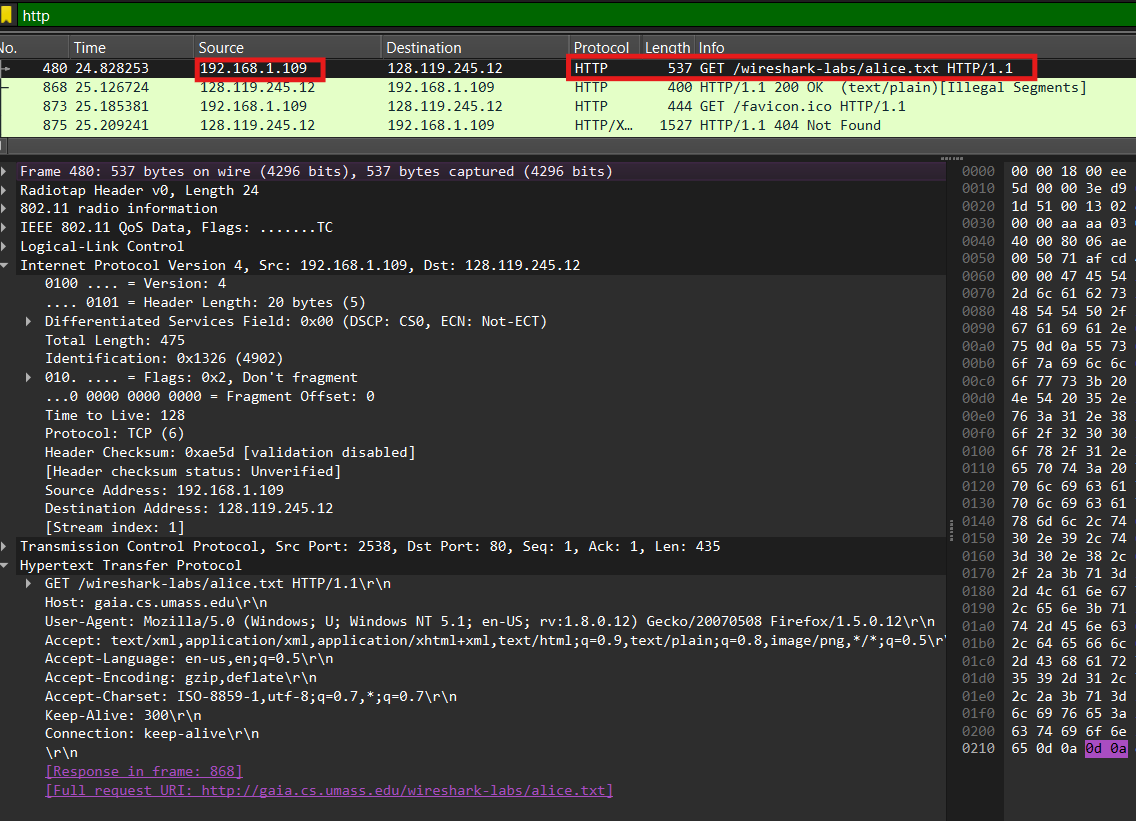 http
No. Time Source Destination Protocol Length Info
480 24.828253 192.168.1.109 128.119.245.12 HTTP 537 GET /wireshark-labs/alice.txt HTTP/1.1
868 25.126724 128.119.245.12 192.168.1.109 HTTP 400 HTTP/1.1 200 OK  (text/plain)[Illegal Segments]
873 25.185381 192.168.1.109 128.119.245.12 HTTP 444 GET /favicon.ico HTTP/1.1
875 25.209241 128.119.245.12 192.168.1.109 HTTP/X… 1527 HTTP/1.1 404 Not Found
Frame 480: 537 bytes on wire (4296 bits), 537 bytes captured (4296 bits)
Radiotap Header v0, Length 24
802.11 radio information
IEEE 802.11 QoS Data, Flags: .......TC
Logical-Link Control
Internet Protocol Version 4, Src: 192.168.1.109, Dst: 128.119.245.12
0100 .... = Version: 4
.... 0101 = Header Length: 20 bytes (5)
Differentiated Services Field: 0x00 (DSCP: CS0, ECN: Not-ECT)
Total Length: 475
Identification: 0x1326 (4902)
010. .... = Flags: 0x2, Don't fragment
...0 0000 0000 0000 = Fragment Offset: 0
Time to Live: 128
Protocol: TCP (6)
Header Checksum: 0xae5d [validation disabled]
[Header checksum status: Unverified]
Source Address: 192.168.1.109
Destination Address: 128.119.245.12
[Stream index: 1]
Transmission Control Protocol, Src Port: 2538, Dst Port: 80, Seq: 1, Ack: 1, Len: 435
Hypertext Transfer Protocol
GET /wireshark-labs/alice.txt HTTP/1.1\r\n
Host: gaia.cs.umass.edu\r\n
User-Agent: Mozilla/5.0 (Windows; U; Windows NT 5.1; en-US; rv:1.8.0.12) Gecko/20070508 Firefox/1.5.0.12\r\n
Accept: text/xml,application/xml,application/xhtml+xml,text/html;q=0.9,text/plain;q=0.8,image/png,*/*;q=0.5\r\
Accept-Language: en-us,en;q=0.5\r\n
Accept-Encoding: gzip,deflate\r\n
Accept-Charset: ISO-8859-1,utf-8;q=0.7,*;q=0.7\r\n
Keep-Alive: 300\r\n
Connection: keep-alive\r\n
\r\n
[Response in frame: 868]
[Full request URI: http://gaia.cs.umass.edu/wireshark-labs/alice.txt]
0000 00 00 18 00 ee
0010 5d 00 00 3e d9
0020 1d 51 00 13 02
0030 00 00 aa aa 03
0040 40 00 80 06 ae
0050 00 50 71 af cd
0060 00 00 47 45 54
0070 2d 6c 61 62 73
0080 48 54 54 50 2f
0090 67 61 69 61 2e
00a0 75 0d 0a 55 73
00b0 6f 7a 69 6c 6c
00c0 6f 77 73 3b 20
00d0 4e 54 20 35 2e
00e0 76 3a 31 2e 38
00f0 6f 2f 32 30 30
0100 6f 78 2f 31 2e
0110 65 70 74 3a 20
0120 70 6c 69 63 61
0130 70 6c 69 63 61
0140 78 6d 6c 2c 74
0150 30 2e 39 2c 74
0160 3d 30 2e 38 2c
0170 2f 2a 3b 71 3d
0180 2d 4c 61 6e 67
0190 2c 65 6e 3b 71
01a0 74 2d 45 6e 63
01b0 2c 64 65 66 6c
01c0 2d 43 68 61 72
01d0 35 39 2d 31 2c
01e0 2c 2a 3b 71 3d
01f0 6c 69 76 65 3a
0200 63 74 69 6f 6e
0210 65 0d 0a 0d 0a